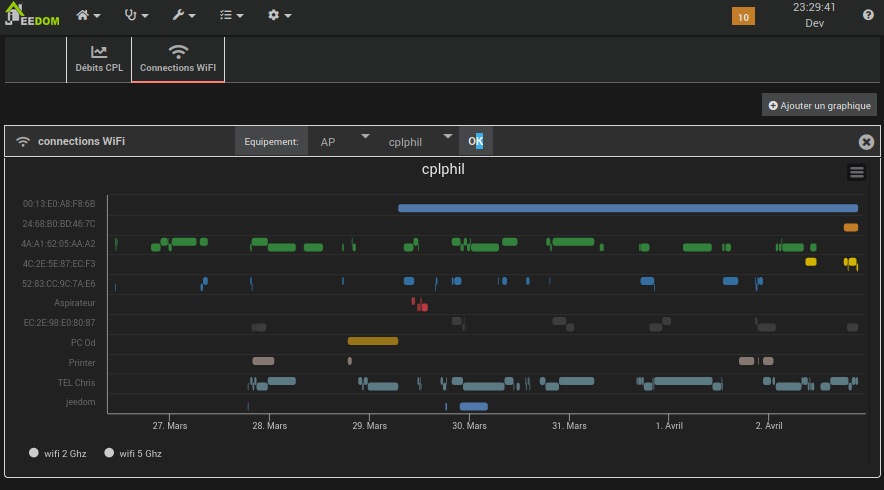 JEEDOM
10
23:29:41
Dev
Débits CPL
Connections WiFI
Ajouter un graphique
connections WiFi
Equipement:
AP
cplphil
OK
cplphil
00:13:E0:A8:F8:6B
24:68:B0:BD:46:7C
4A:A1:62:05:AA:A2
4C:2E:5E:87:EC:F3
52:83:CC:9C:7A:E6
Aspirateur
EC:2E:98:E0:80:87
PC Od
Printer
TEL Chris
jeedom
27. Mars
28. Mars
29. Mars
30. Mars
31. Mars
1. Avril
2. Avril
wifi 2 Ghz
wifi 5 Ghz